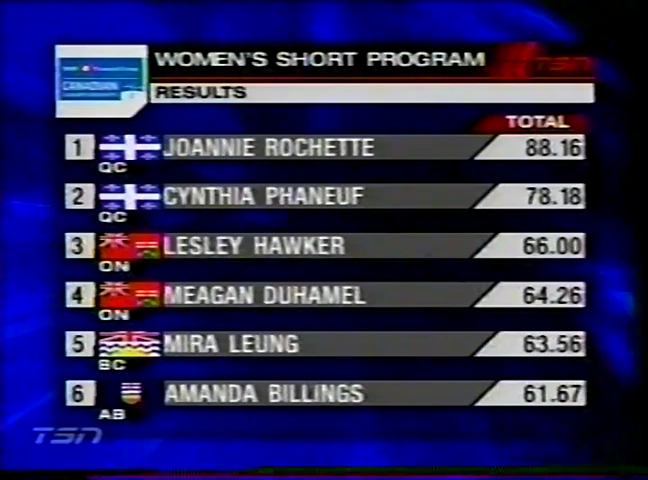 WOMEN'S SHORT PROGRAM
TSN
CANADIAN
RESULTS
TOTAL
1 JOANNIE ROCHETTE 88.16
QC
2 CYNTHIA PHANEUF 78.18
QC
3 LESLEY HAWKER 66.00
ON
4 MEAGAN DUHAMEL 64.26
ON
5 MIRA LEUNG 63.56
BC
6 AMANDA BILLINGS 61.67
AB
TSN